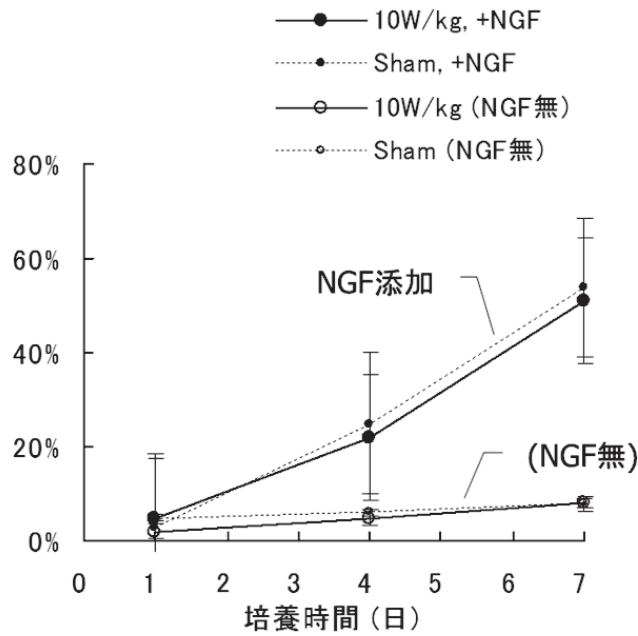 10W/kg, +NGF
Sham, +NGF
10W/kg (NGF無)
Sham (NGF無)
80%
60%
40%
20%
0%
NGF添加
(NGF無)
0 1 2 3 4 5 6 7
培養時間 (日)